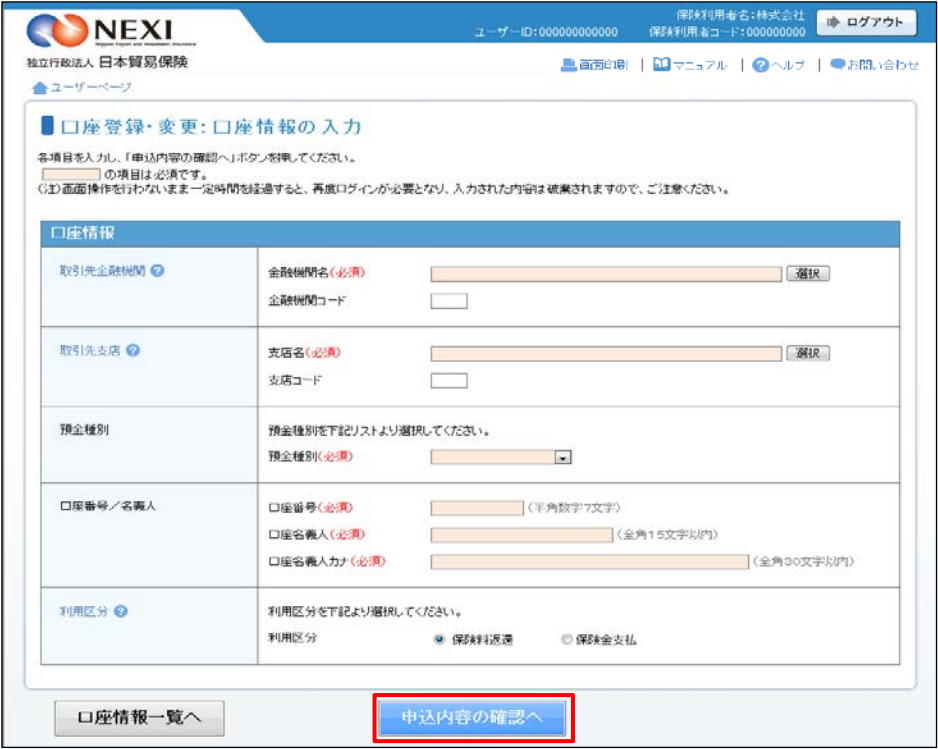 NEXI
Nippon Export and Investment Insurance
独立行政法人 日本貿易保険
ユーザーID:000000000000
保険利用者名:株式会社
保険利用者コード:000000000
ログアウト
画面印刷 | マニュアル | ヘルプ | お問い合わせ
ユーザーページ
口座登録・変更:口座情報の入力
各項目を入力し、「申込内容の確認へ」ボタンを押してください。
の項目は必須です。
(注)画面操作を行わないまま一定時間を経過すると、再度ログインが必要となり、入力された内容は破棄されますので、ご注意ください。
口座情報
取引先金融機関
金融機関名(必須)
選択
金融機関コード
取引先支店
支店名(必須)
選択
支店コード
預金種別
預金種別を下記リストより選択してください。
預金種別(必須)
口座番号/名義人
口座番号(必須)
(半角数字7文字)
口座名義人(必須)
(全角15文字以内)
口座名義人カナ(必須)
(全角30文字以内)
利用区分
利用区分を下記より選択してください。
利用区分
保険料返還
保険金支払
口座情報一覧へ
申込内容の確認へ